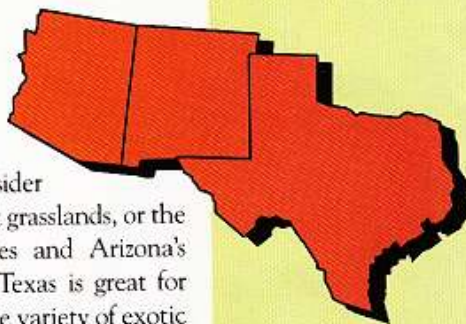 sider
grasslands, or the
es and Arizona's
Texas is great for
e variety of exotic